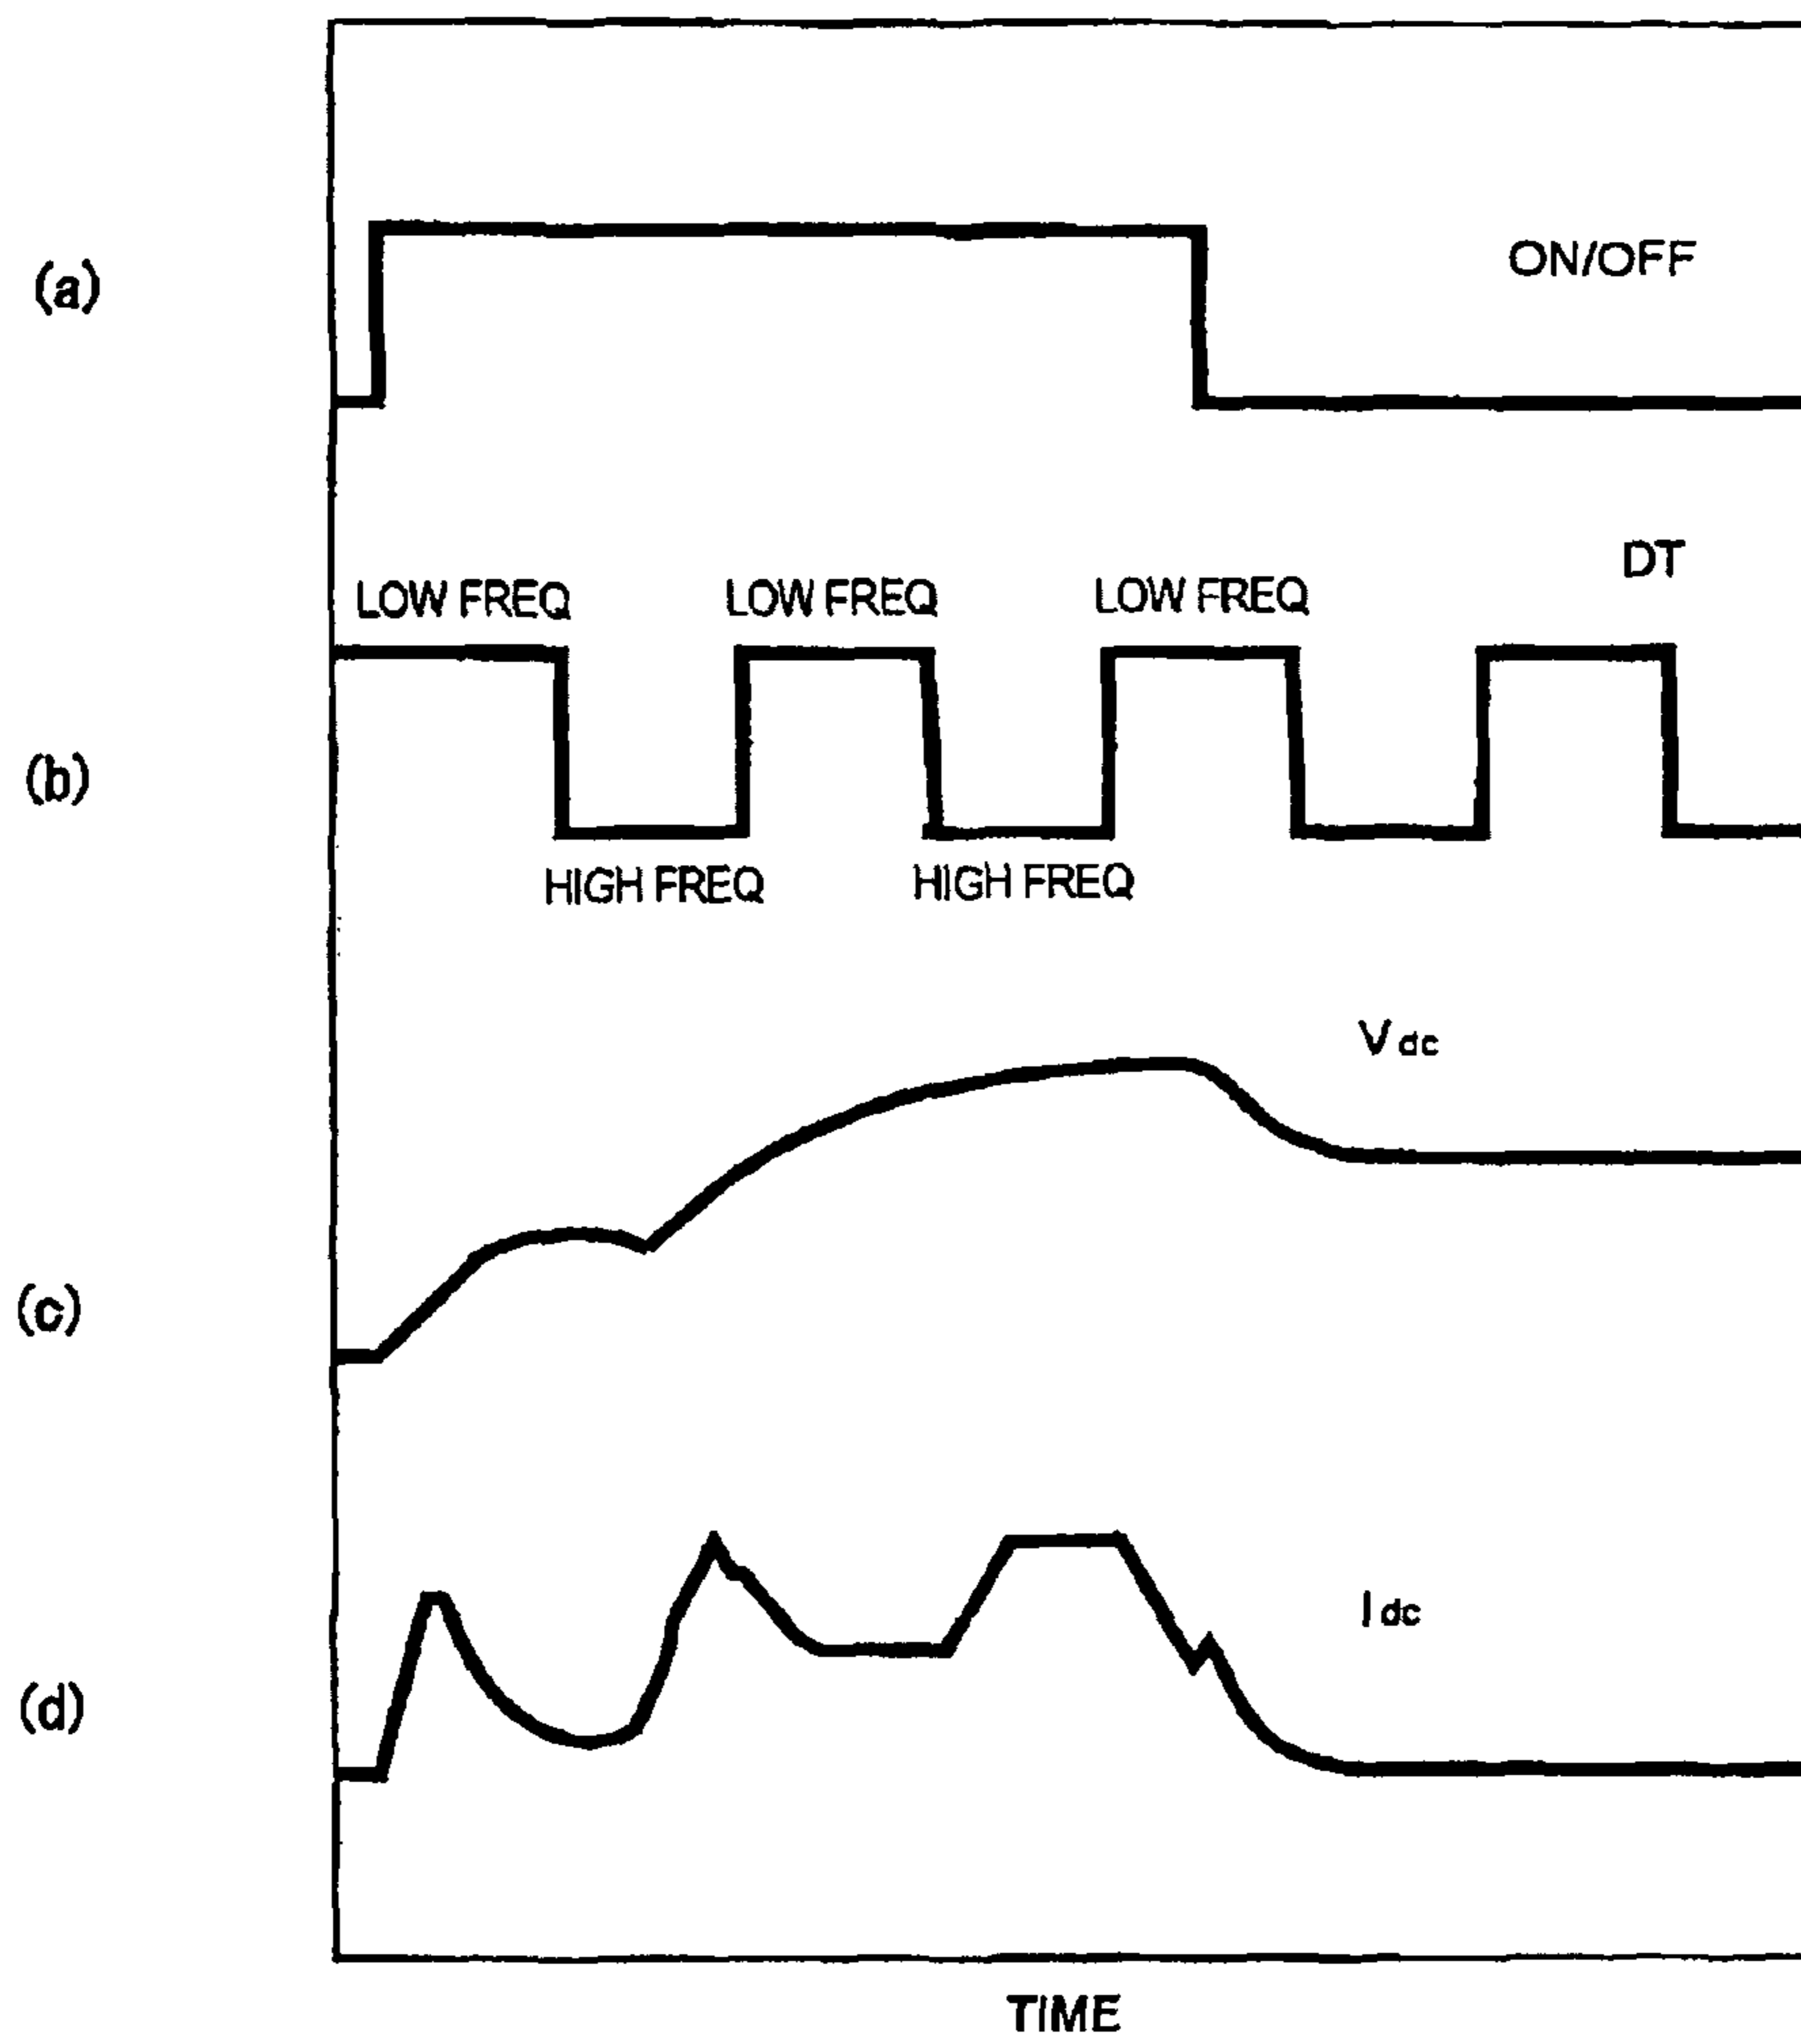 (a)
ON/OFF
DT
LOW FREQ LOW FREQ LOW FREQ
(b)
HIGH FREQ HIGH FREQ
Vdc
(c)
Idc
(d)
TIME